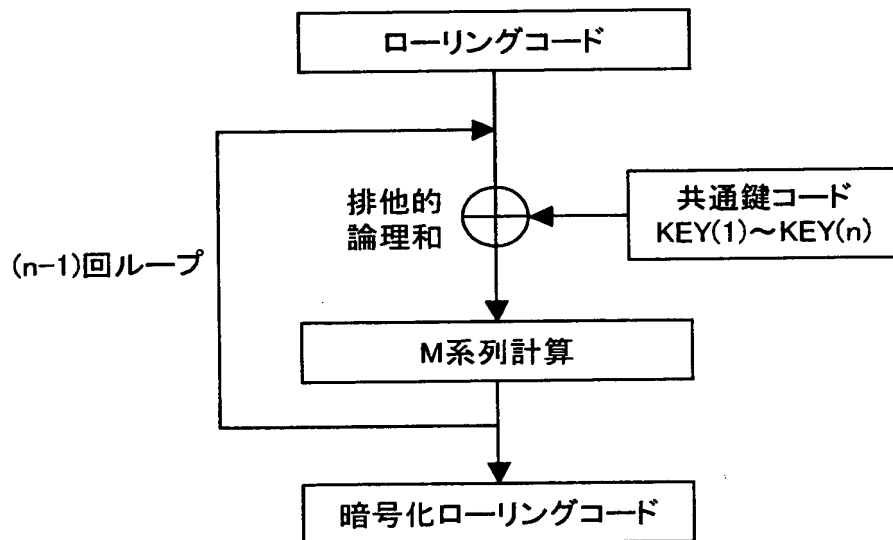 ローリングコード
排他的
論理和
共通鍵コード
KEY(1)～KEY(n)
(n-1)回ループ
M系列計算
暗号化ローリングコード